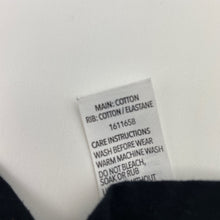 MAIN: COTTON
RIB: COTTON / ELASTANE
1611658
CARE INSTRUCTIONS
WASH BEFORE WEAR
WARM MACHINE WASH
DO NOT BLEACH,
SOAK OR RUB